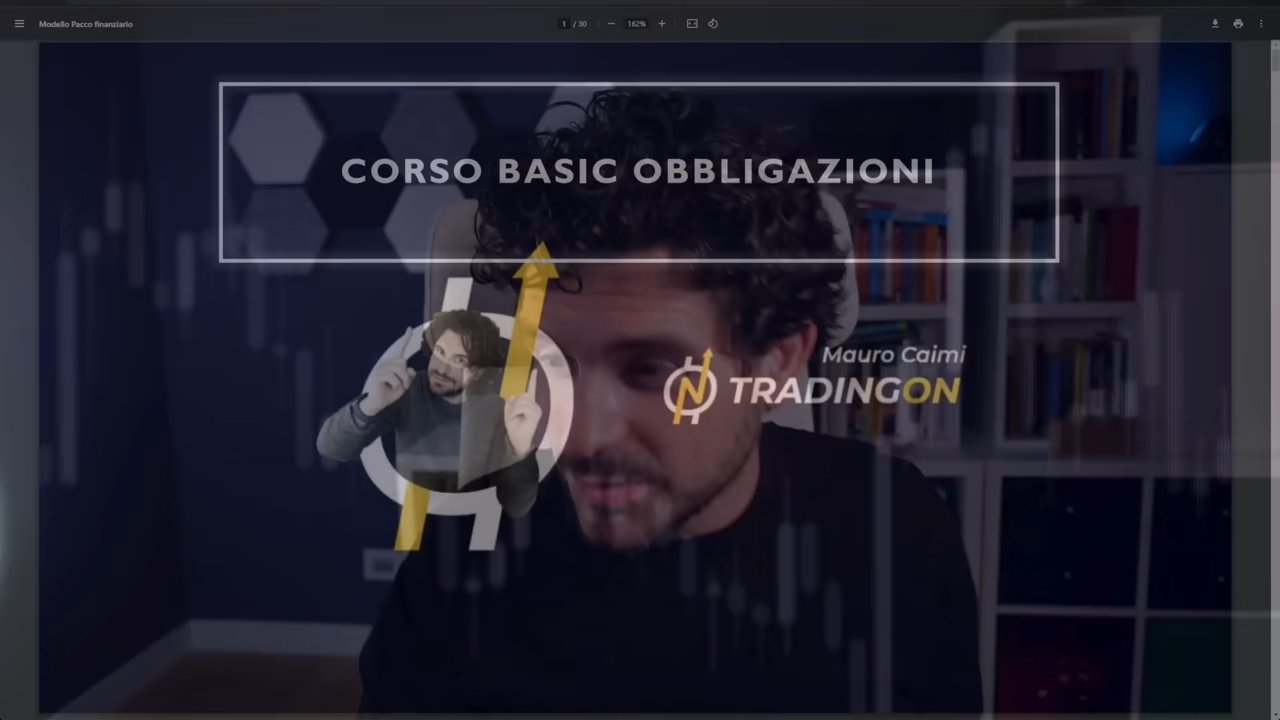 Modello Pacco finanziario
1 / 30
162%
CORSO BASIC OBBLIGAZIONI
Mauro Caimi
TRADINGON